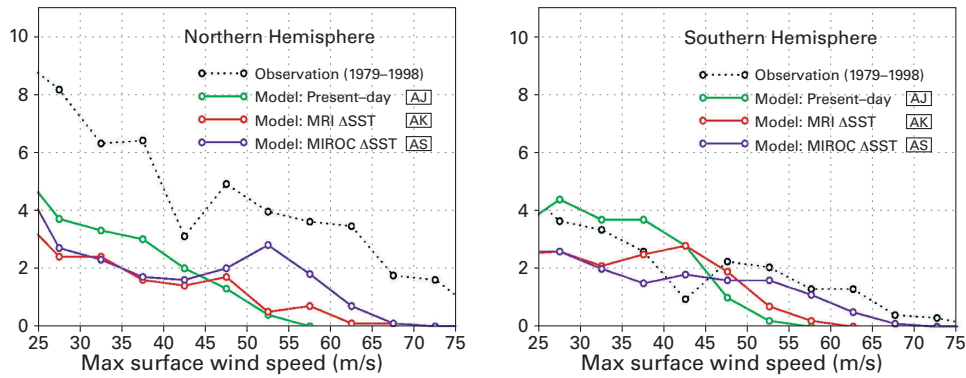 Northern Hemisphere
Observation (1979–1998)
Model: Present–day AJ
Model: MRI ΔSST AK
Model: MIROC ΔSST AS
10
8
6
4
2
0
25 30 35 40 45 50 55 60 65 70 75
Max surface wind speed (m/s)
Southern Hemisphere
Observation (1979–1998)
Model: Present–day AJ
Model: MRI ΔSST AK
Model: MIROC ΔSST AS
10
8
6
4
2
0
25 30 35 40 45 50 55 60 65 70 75
Max surface wind speed (m/s)